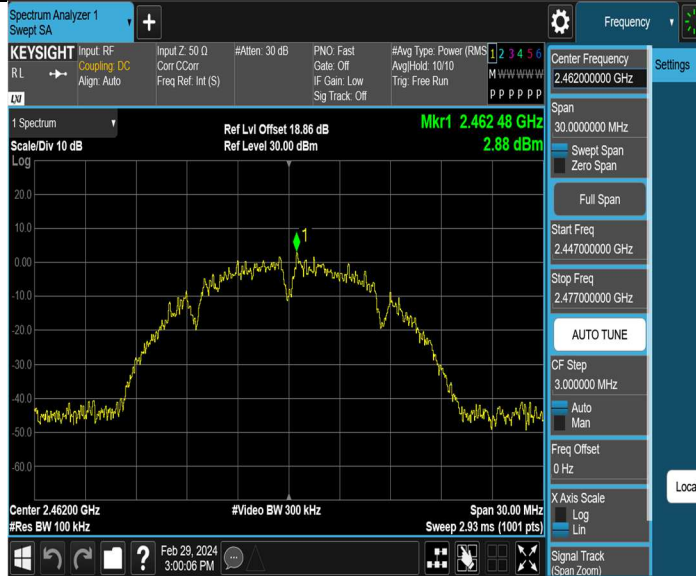 Spectrum Analyzer 1
Swept SA
Frequency
KEYSIGHT
RL
LXI
Input: RF
Coupling: DC
Align: Auto
Input Z: 50 Ω
Corr CCorr
Freq Ref: Int (S)
#Atten: 30 dB
PNO: Fast
Gate: Off
IF Gain: Low
Sig Track: Off
#Avg Type: Power (RMS
Avg|Hold: 10/10
Trig: Free Run
1 2 3 4 5 6
M W W W W W
P P P P P P
1 Spectrum
Scale/Div 10 dB
Ref Lvl Offset 18.86 dB
Ref Level 30.00 dBm
Mkr1 2.462 48 GHz
2.88 dBm
Log
20.0
10.0
0.00
-10.0
-20.0
-30.0
-40.0
-50.0
-60.0
1
Center 2.46200 GHz
#Res BW 100 kHz
#Video BW 300 kHz
Span 30.00 MHz
Sweep 2.93 ms (1001 pts)
?
Feb 29, 2024
3:00:06 PM
Center Frequency
2.462000000 GHz
Span
30.0000000 MHz
Swept Span
Zero Span
Full Span
Start Freq
2.447000000 GHz
Stop Freq
2.477000000 GHz
AUTO TUNE
CF Step
3.000000 MHz
Auto
Man
Freq Offset
0 Hz
X Axis Scale
Log
Lin
Signal Track
(Span Zoom)
Settings
Loca